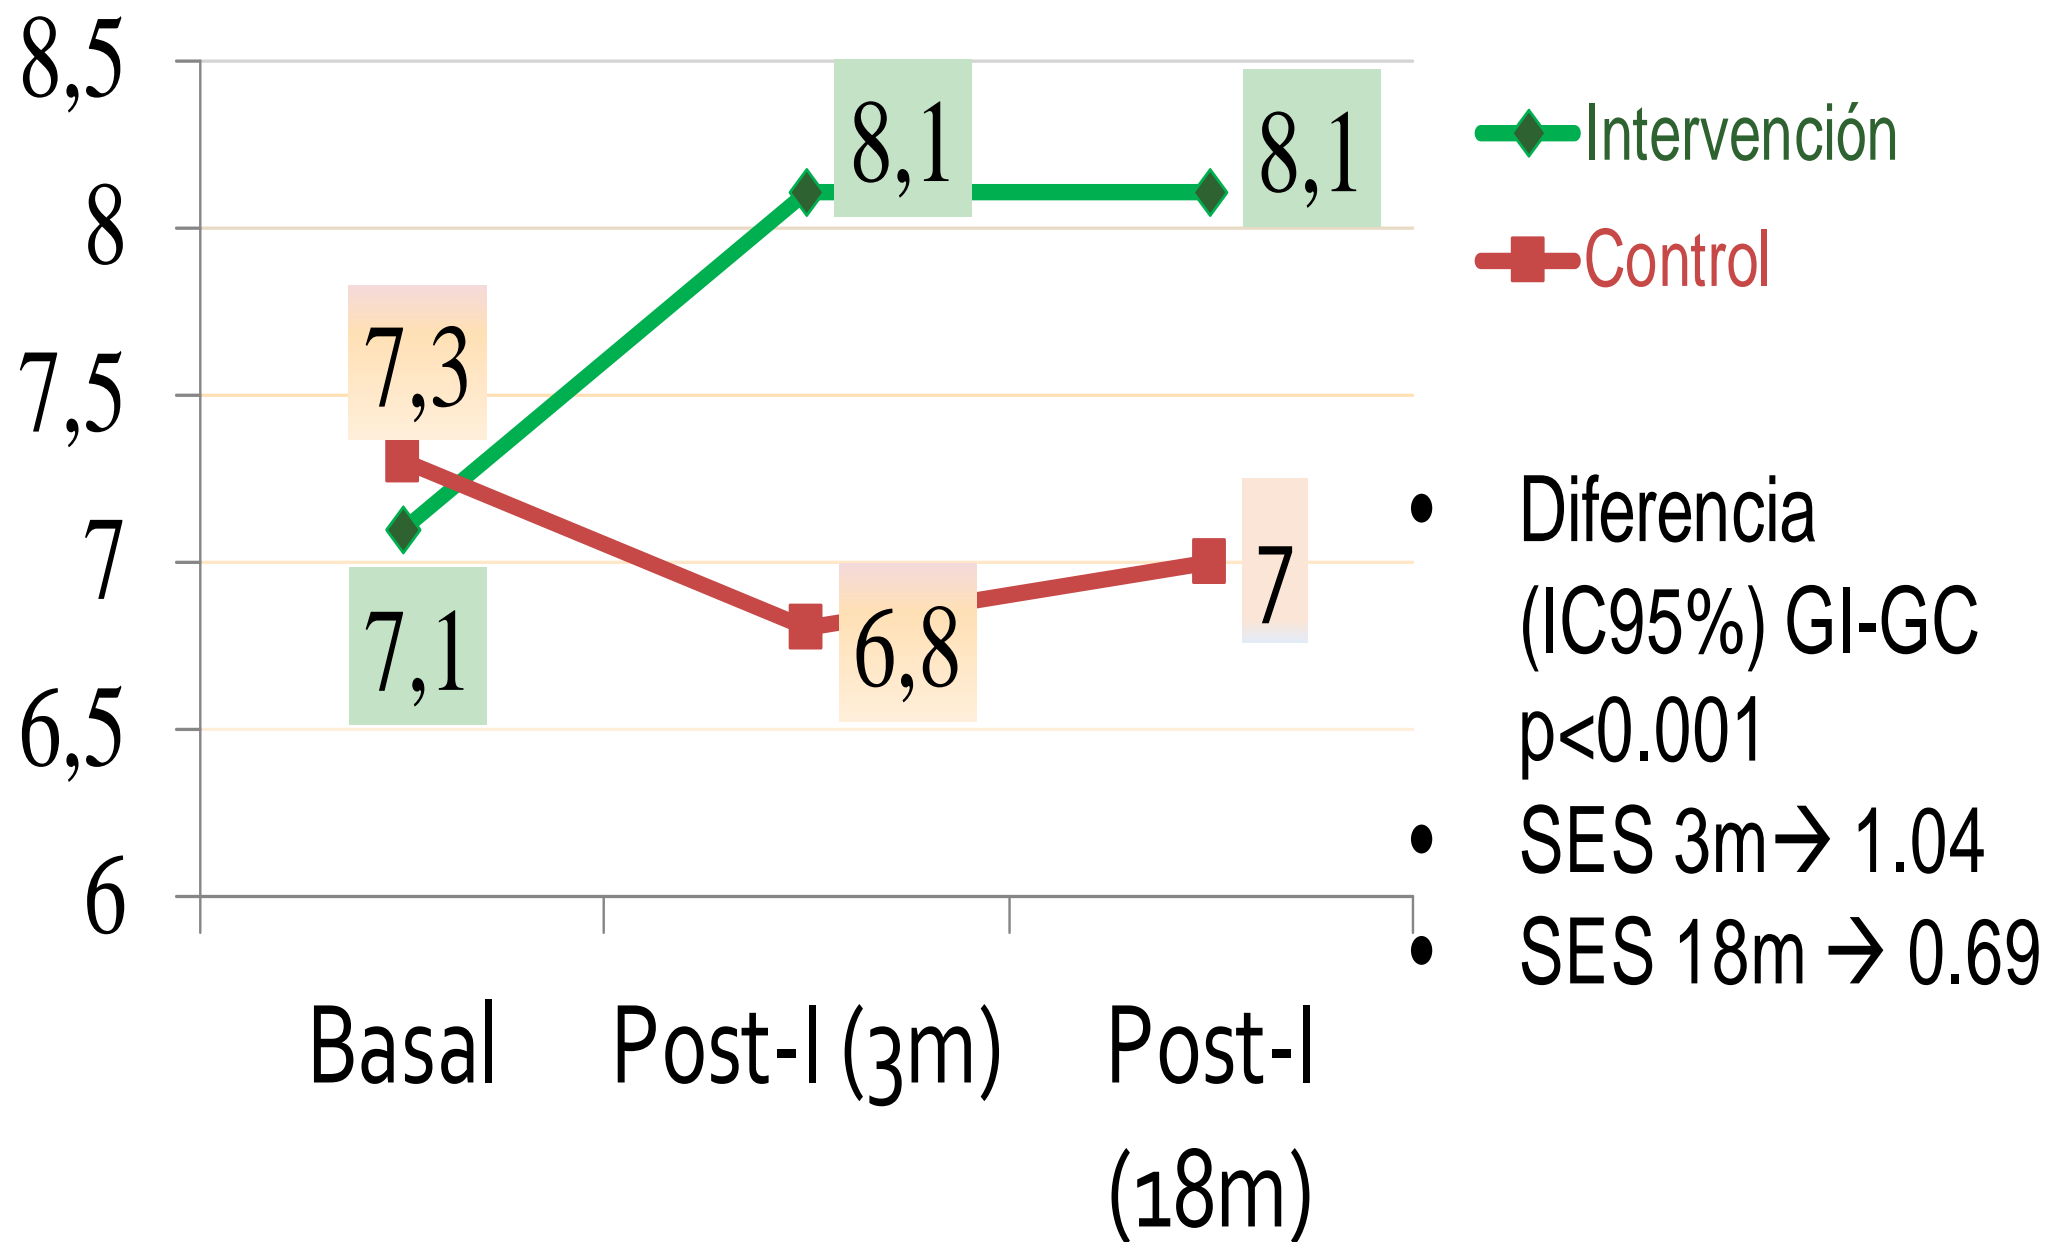 8,5
8
7,5
7
6,5
6
8,1
8,1
7,3
7,1
6,8
7
Basal
Post-I (3m)
Post-I
(18m)
Intervención
Control
• Diferencia
(IC95%) GI-GC
p<0.001
• SES 3m→ 1.04
• SES 18m → 0.69